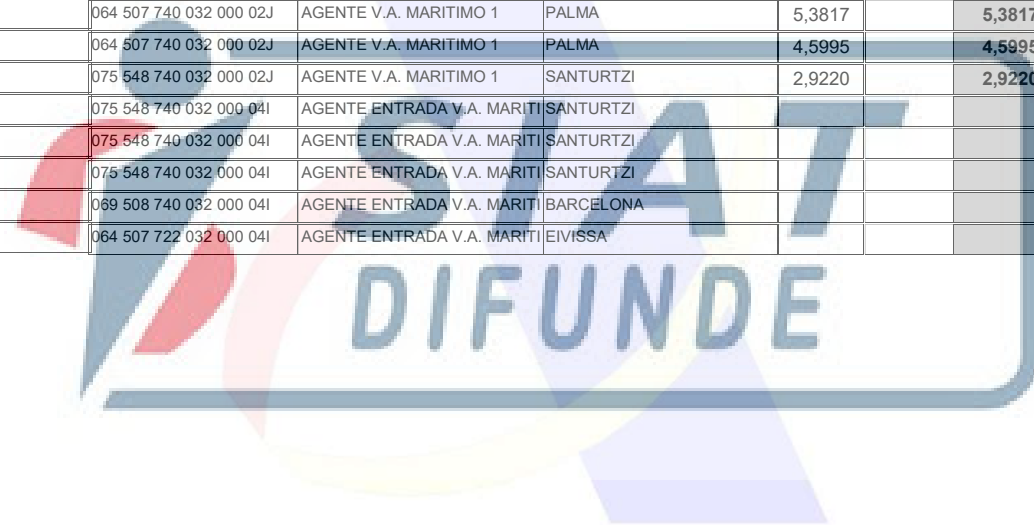 064 507 740 032 000 02J AGENTE V.A. MARITIMO 1 PALMA 5,3817 5,3817
064 507 740 032 000 02J AGENTE V.A. MARITIMO 1 PALMA 4,5995 4,5995
075 548 740 032 000 02J AGENTE V.A. MARITIMO 1 SANTURTZI 2,9220 2,9220
075 548 740 032 000 04I AGENTE ENTRADA V.A. MARITI SANTURTZI
075 548 740 032 000 04I AGENTE ENTRADA V.A. MARITI SANTURTZI
075 548 740 032 000 04I AGENTE ENTRADA V.A. MARITI SANTURTZI
069 508 740 032 000 04I AGENTE ENTRADA V.A. MARITI BARCELONA
064 507 722 032 000 04I AGENTE ENTRADA V.A. MARITI EIVISSA
SIAT
DIFUNDE